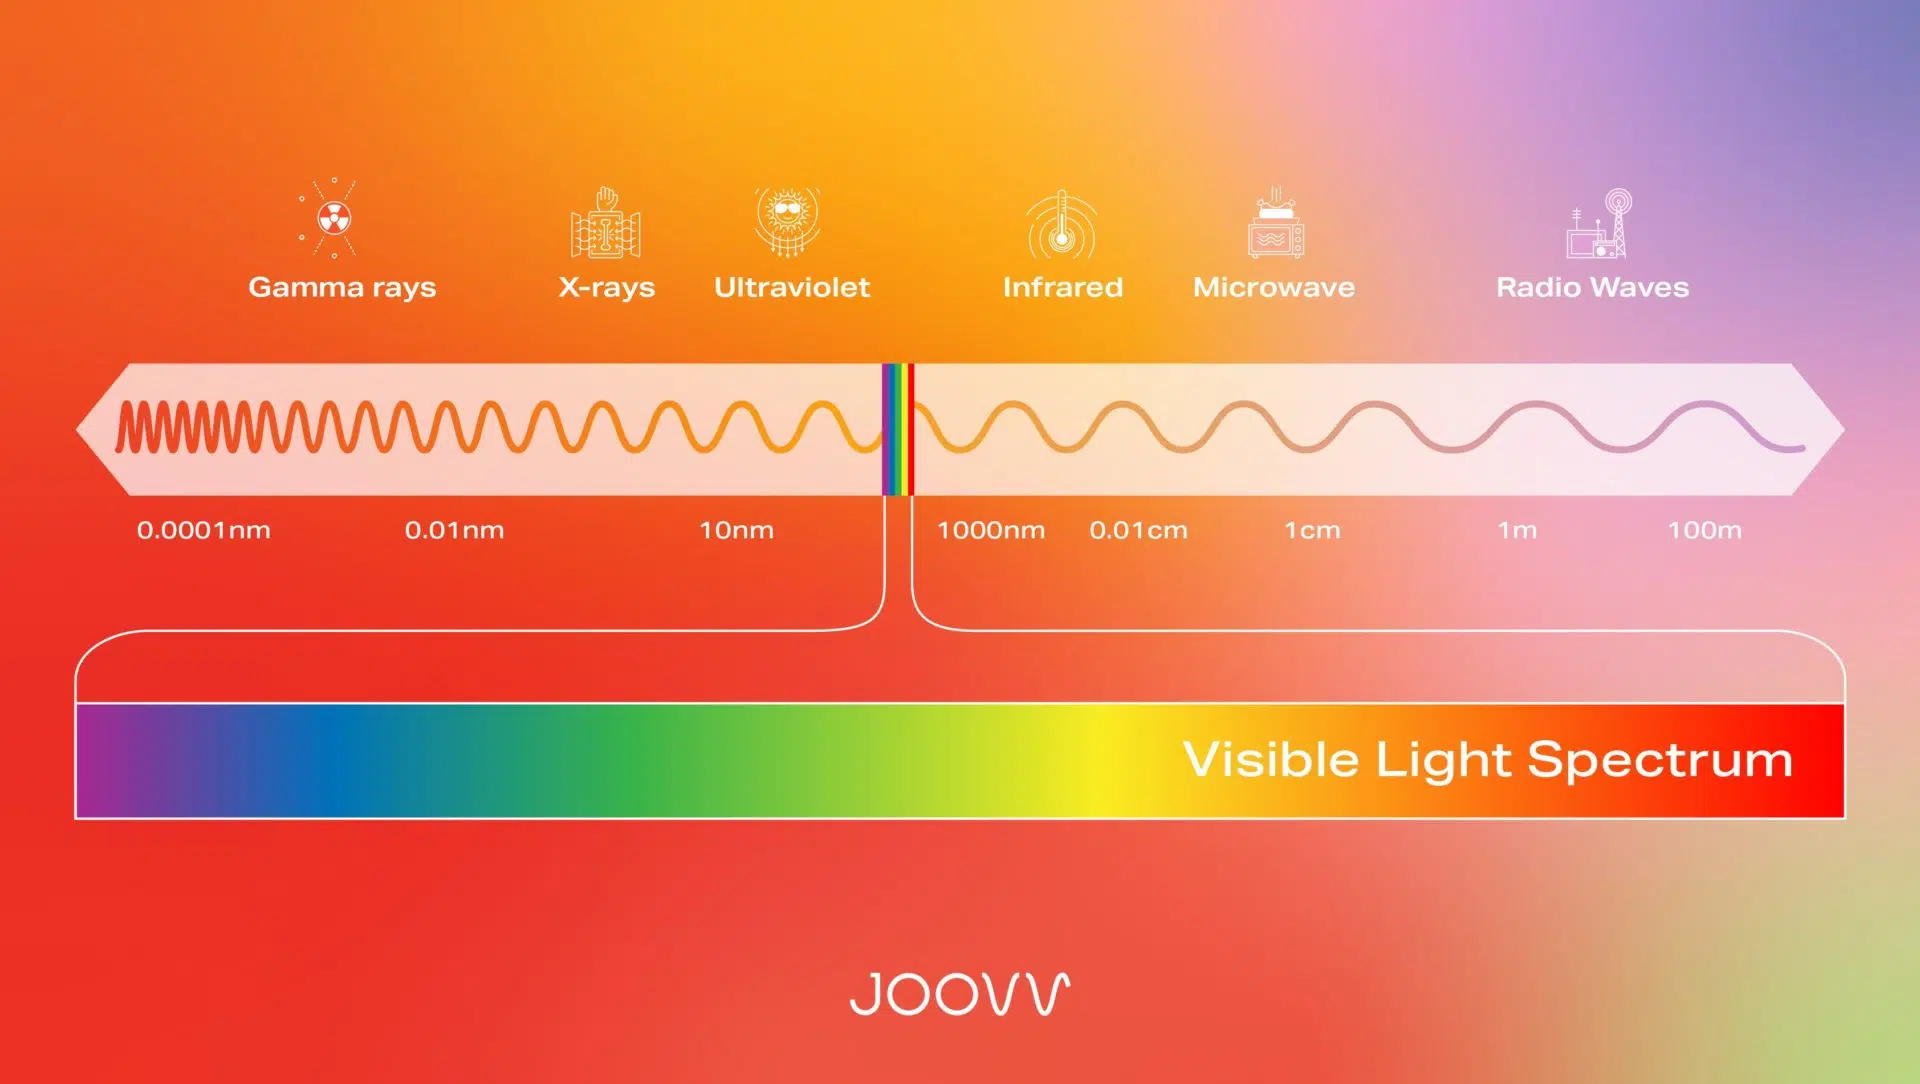 Gamma rays X-rays Ultraviolet Infrared Microwave Radio Waves
0.0001nm 0.01nm 10nm 1000nm 0.01cm 1cm 1m 100m
Visible Light Spectrum
JOOVV